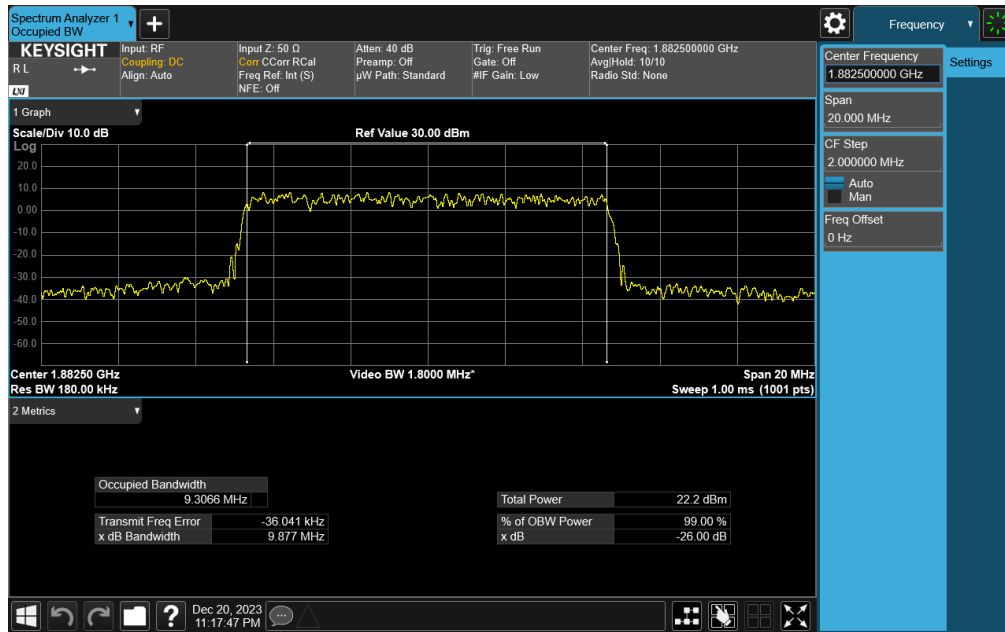 Spectrum Analyzer 1
Occupied BW
Frequency
KEYSIGHT
R L
LXI
Input: RF
Coupling: DC
Align: Auto
Input Z: 50 Ω
Corr CCorr RCal
Freq Ref: Int (S)
NFE: Off
Atten: 40 dB
Preamp: Off
µW Path: Standard
Trig: Free Run
Gate: Off
#IF Gain: Low
Center Freq: 1.882500000 GHz
Avg|Hold: 10/10
Radio Std: None
Center Frequency
1.882500000 GHz
Settings
Span
20.000 MHz
CF Step
2.000000 MHz
Auto
Man
Freq Offset
0 Hz
1 Graph
Scale/Div 10.0 dB
Ref Value 30.00 dBm
Log
20.0
10.0
0.00
-10.0
-20.0
-30.0
-40.0
-50.0
-60.0
Center 1.88250 GHz
Video BW 1.8000 MHz*
Span 20 MHz
Res BW 180.00 kHz
Sweep 1.00 ms (1001 pts)
2 Metrics
Occupied Bandwidth
9.3066 MHz
Total Power 22.2 dBm
Transmit Freq Error -36.041 kHz
% of OBW Power 99.00 %
x dB Bandwidth 9.877 MHz
x dB -26.00 dB
Dec 20, 2023
11:17:47 PM